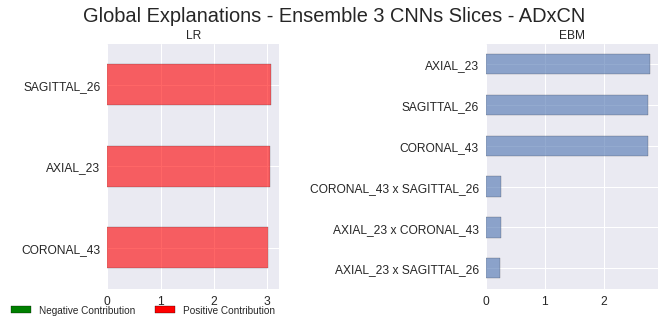 Global Explanations - Ensemble 3 CNNs Slices - ADxCN
LR
SAGITTAL_26
AXIAL_23
CORONAL_43
0 1 2 3
Negative Contribution Positive Contribution
EBM
AXIAL_23
SAGITTAL_26
CORONAL_43
CORONAL_43 x SAGITTAL_26
AXIAL_23 x CORONAL_43
AXIAL_23 x SAGITTAL_26
0 1 2